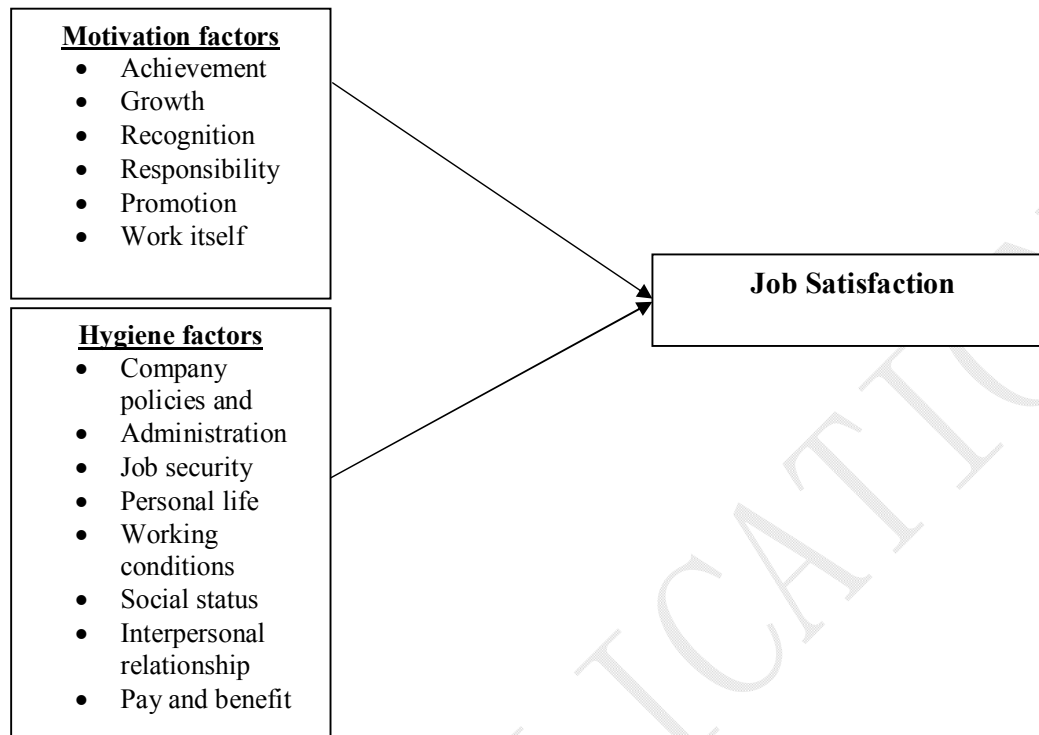 Motivation factors
• Achievement
• Growth
• Recognition
• Responsibility
• Promotion
• Work itself
Job Satisfaction
Hygiene factors
• Company
policies and
• Administration
• Job security
• Personal life
• Working
conditions
• Social status
• Interpersonal
relationship
• Pay and benefit